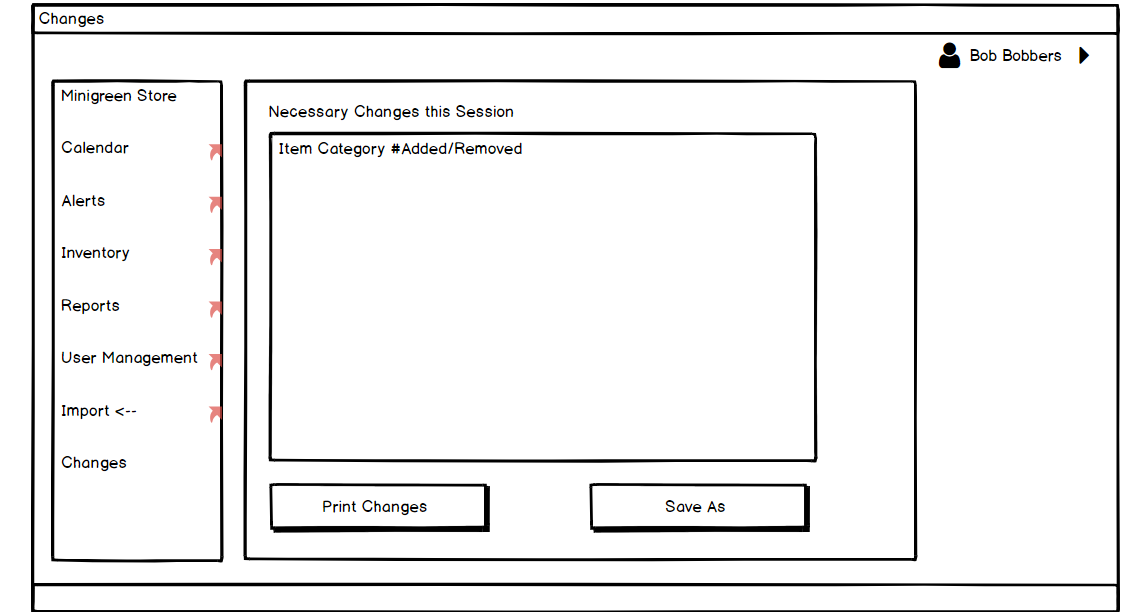 Changes
Bob Bobbers
Minigreen Store
Calendar
Alerts
Inventory
Reports
User Management
Import <--
Changes
Necessary Changes this Session
Item Category #Added/Removed
Print Changes
Save As